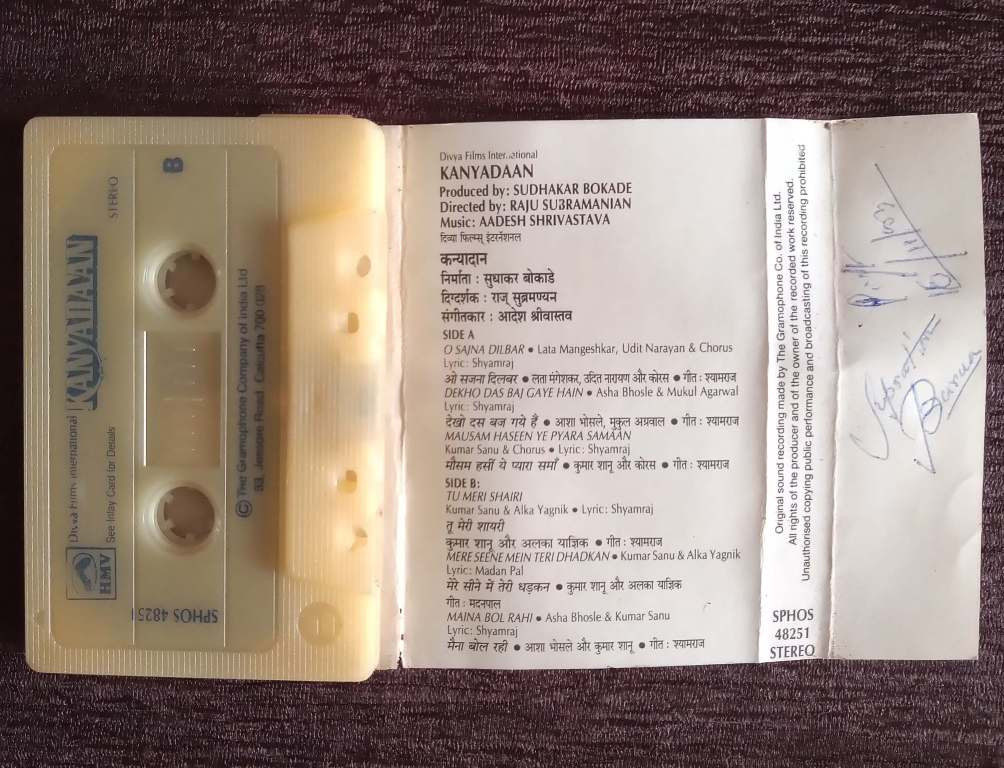 B
STEREO
KANYADAAN
Divya Films International
See Inlay Card for Details
HMV
SPHOS 48251
© The Gramophone Company of India Ltd
33, Jessore Road Calcutta 700 028
Divya Films International
KANYADAAN
Produced by: SUDHAKAR BOKADE
Directed by: RAJU SUBRAMANIAN
Music: AADESH SHRIVASTAVA
दिव्या फिल्म्स् इंटरनॅशनल
कन्यादान
निर्माता : सुधाकर बोकाडे
दिग्दर्शक : राजू सुब्रमण्यन
संगीतकार : आदेश श्रीवास्तव
SIDE A
O SAJNA DILBAR • Lata Mangeshkar, Udit Narayan & Chorus
Lyric: Shyamraj
ओ सजना दिलबर • लता मंगेशकर, उदित नारायण और कोरस • गीत : श्यामराज
DEKHO DAS BAJ GAYE HAIN • Asha Bhosle & Mukul Agarwal
Lyric: Shyamraj
देखो दस बज गये हैं • आशा भोसले, मुकुल अग्रवाल • गीत : श्यामराज
MAUSAM HASEEN YE PYARA SAMAAN
Kumar Sanu & Chorus • Lyric: Shyamraj
मौसम हसीं ये प्यारा समाँ • कुमार शानू और कोरस • गीत : श्यामराज
SIDE B:
TU MERI SHAIRI
Kumar Sanu & Alka Yagnik • Lyric: Shyamraj
तू मेरी शायरी
कुमार शानू और अलका याज्ञिक • गीत : श्यामराज
MERE SEENE MEIN TERI DHADKAN • Kumar Sanu & Alka Yagnik
Lyric: Madan Pal
मेरे सीने में तेरी धड़कन • कुमार शानू और अलका याज्ञिक
गीत : मदनपाल
MAINA BOL RAHI • Asha Bhosle & Kumar Sanu
Lyric: Shyamraj
मैना बोल रही • आशा भोसले और कुमार शानू • गीत : श्यामराज
Original sound recording made by The Gramophone Co. of India Ltd.
All rights of the producer and of the owner of the recorded work reserved.
Unauthorised copying public performance and broadcasting of this recording prohibited
SPHOS
48251
STEREO
Baruah